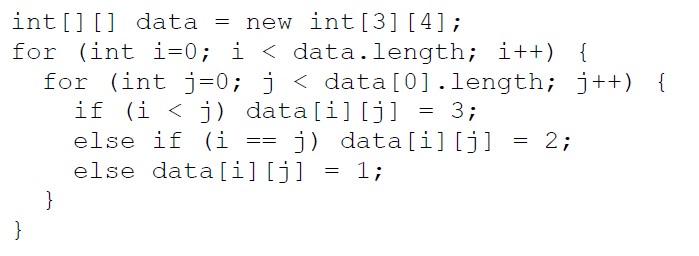 int[][] data = new int[3][4];
for (int i=0; i < data.length; i++) {
  for (int j=0; j < data[0].length; j++) {
    if (i < j) data[i][j] = 3;
    else if (i == j) data[i][j] = 2;
    else data[i][j] = 1;
  }
}